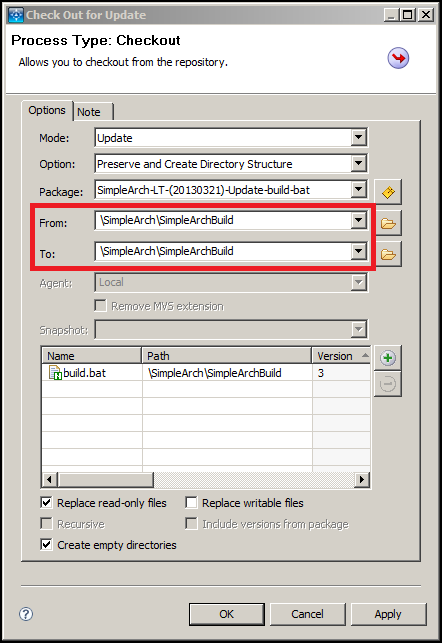 Check Out for Update
Process Type: Checkout
Allows you to checkout from the repository.
Options Note
Mode: Update
Option: Preserve and Create Directory Structure
Package: SimpleArch-LT-(20130321)-Update-build-bat
From: \SimpleArch\SimpleArchBuild
To: \SimpleArch\SimpleArchBuild
Agent: Local
Remove MVS extension
Snapshot:
Name Path Version
build.bat \SimpleArch\SimpleArchBuild 3
Replace read-only files Replace writable files
Recursive Include versions from package
Create empty directories
OK Cancel Apply